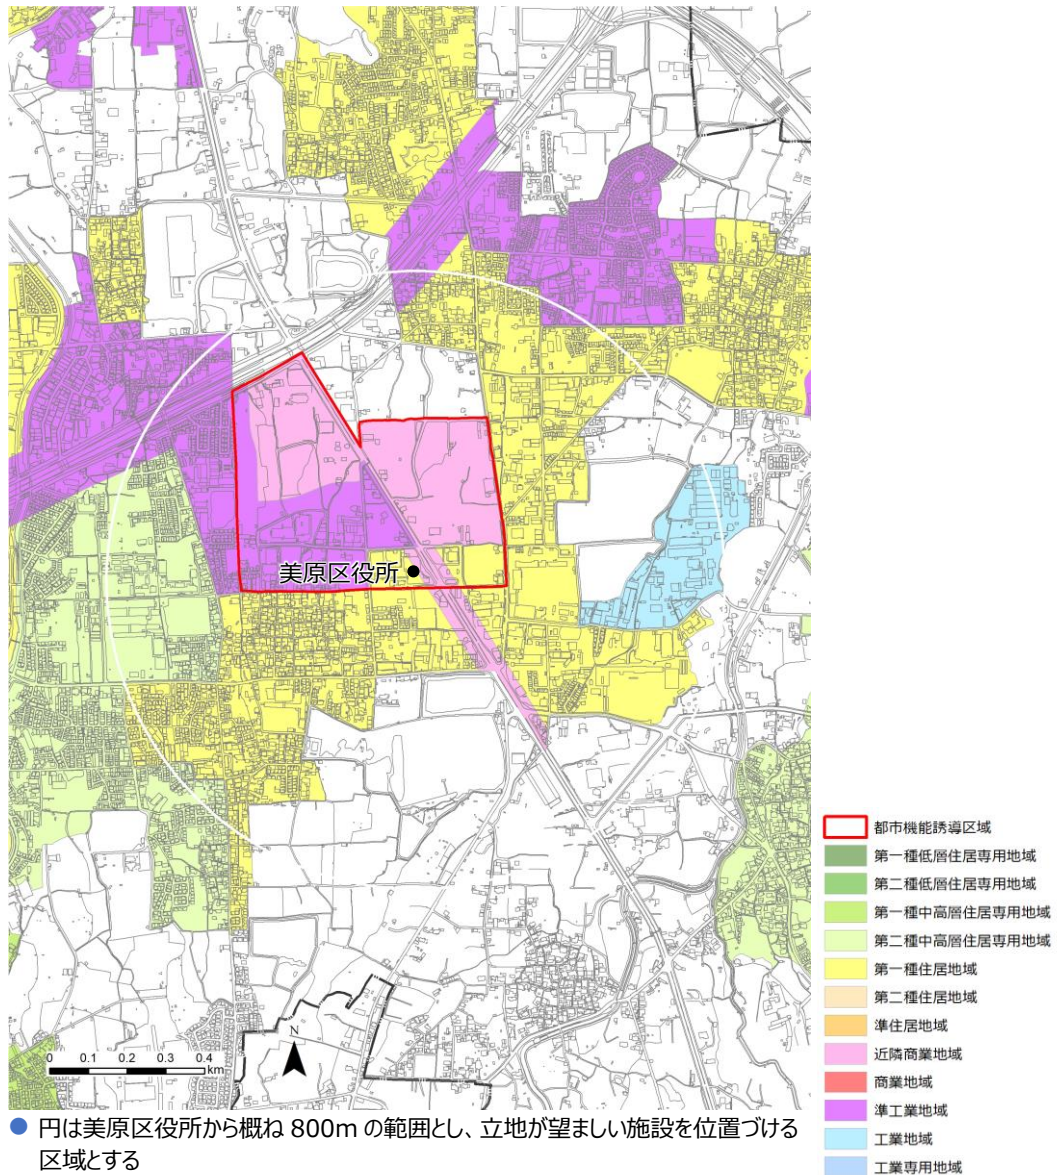 美原区役所
N
0 0.1 0.2 0.3 0.4
km
都市機能誘導区域
第一種低層住居専用地域
第二種低層住居専用地域
第一種中高層住居専用地域
第二種中高層住居専用地域
第一種住居地域
第二種住居地域
準住居地域
近隣商業地域
商業地域
準工業地域
工業地域
工業専用地域
● 円は美原区役所から概ね 800m の範囲とし、立地が望ましい施設を位置づける
区域とする